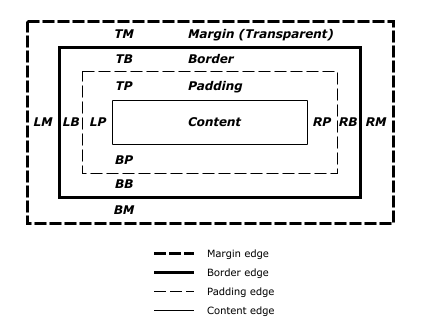 TM Margin (Transparent)
TB Border
TP Padding
LM LB LP Content RP RB RM
BP
BB
BM
Margin edge
Border edge
Padding edge
Content edge